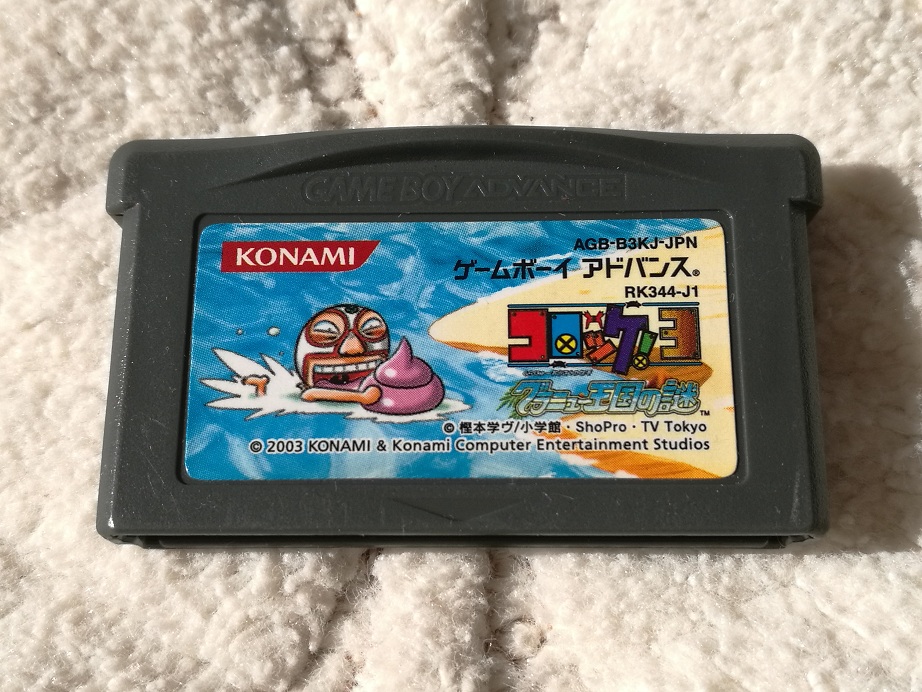 GAME BOY ADVANCE
KONAMI
AGB-B3KJ-JPN
ゲームボーイ アドバンス®
RK344-J1
コロッケ!3
グラニュー王国の謎™
© 樫本学ヴ/小学館・ShoPro・TV Tokyo
© 2003 KONAMI & Konami Computer Entertainment Studios